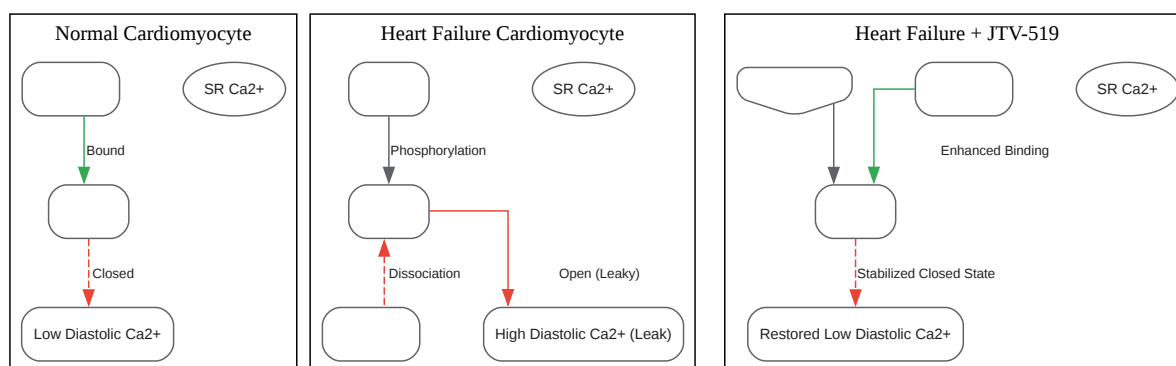 Normal Cardiomyocyte
SR Ca2+
Bound
Closed
Low Diastolic Ca2+
Heart Failure Cardiomyocyte
SR Ca2+
Phosphorylation
Dissociation
Open (Leaky)
High Diastolic Ca2+ (Leak)
Heart Failure + JTV-519
SR Ca2+
Enhanced Binding
Stabilized Closed State
Restored Low Diastolic Ca2+